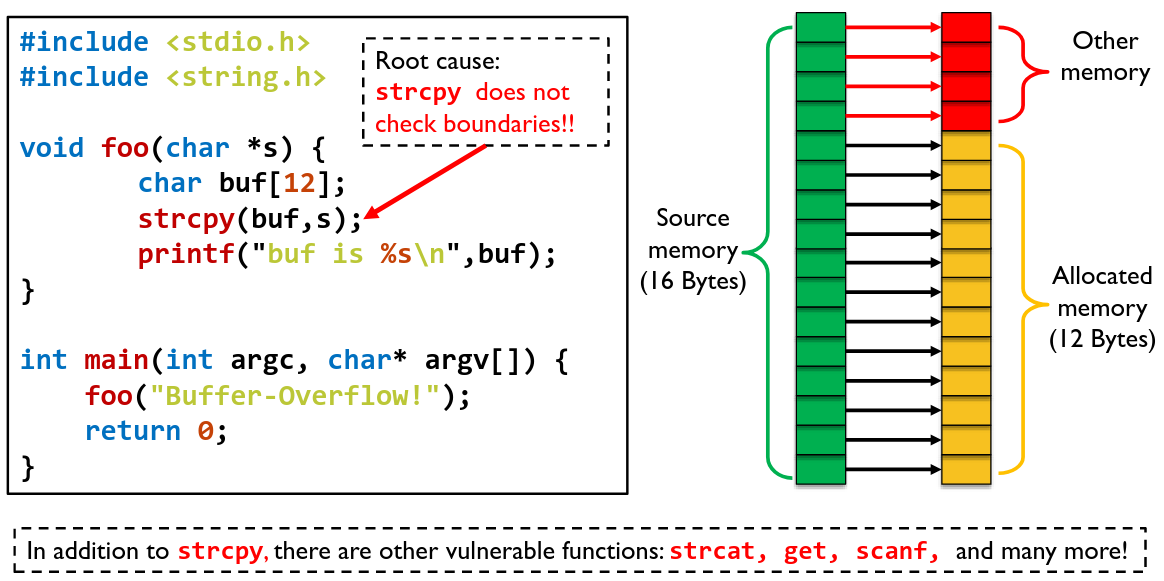 #include <stdio.h>
#include <string.h>
Root cause:
strcpy does not
check boundaries!!
void foo(char *s) {
char buf[12];
strcpy(buf,s);
printf("buf is %s\n",buf);
}
int main(int argc, char* argv[]) {
foo("Buffer-Overflow!");
return 0;
}
Source
memory
(16 Bytes)
Other
memory
Allocated
memory
(12 Bytes)
In addition to strcpy, there are other vulnerable functions: strcat, get, scanf, and many more!